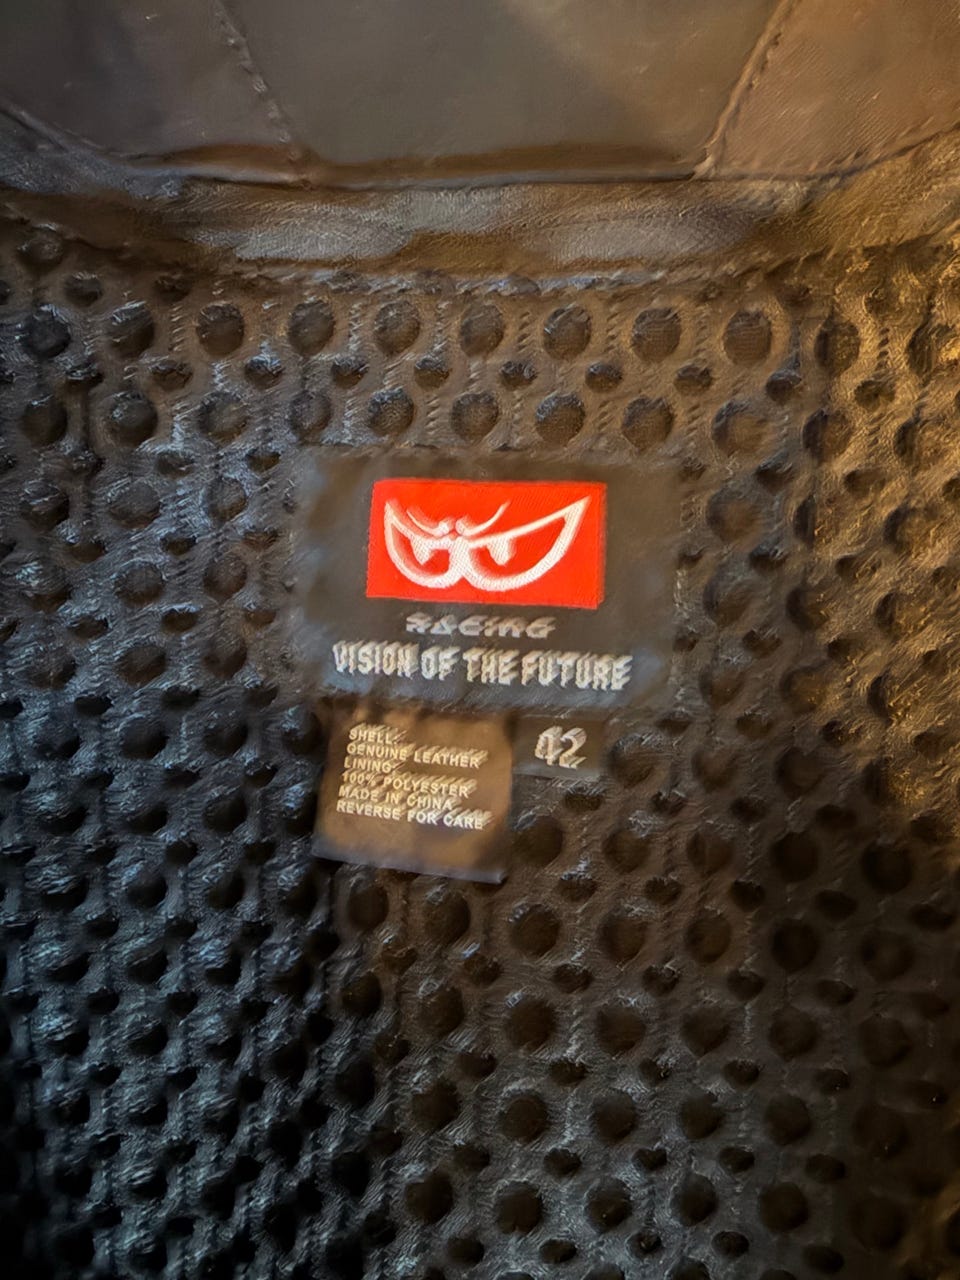 RACING
VISION OF THE FUTURE
42
SHELL:
GENUINE LEATHER
LINING:
100% POLYESTER
MADE IN CHINA
REVERSE FOR CARE